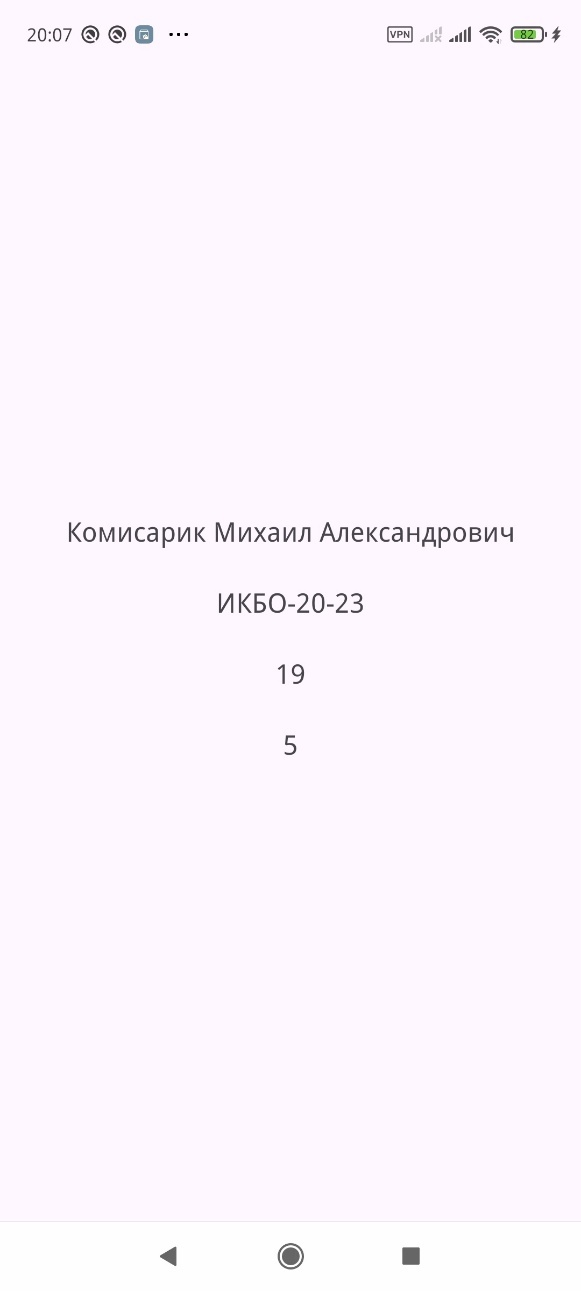 20:07 VPN 82
Комисарик Михаил Александрович
ИКБО-20-23
19
5